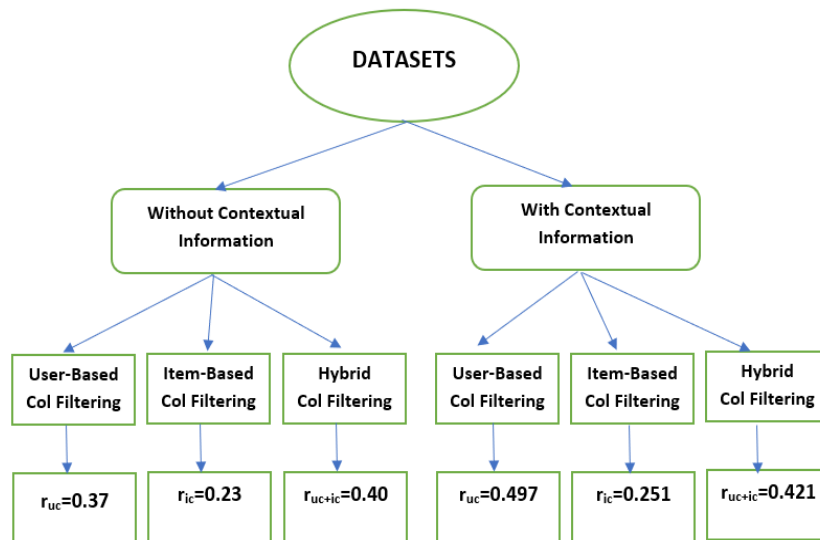 DATASETS
Without Contextual
Information
With Contextual
Information
User-Based
Col Filtering
Item-Based
Col Filtering
Hybrid
Col Filtering
User-Based
Col Filtering
Item-Based
Col Filtering
Hybrid
Col Filtering
ruc=0.37
ric=0.23
ruc+ic=0.40
ruc=0.497
ric=0.251
ruc+ic=0.421